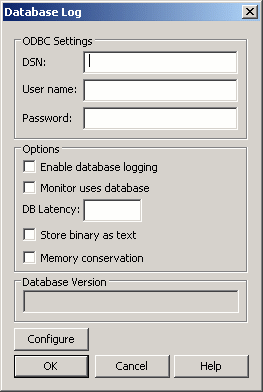 Database Log
ODBC Settings
DSN:
User name:
Password:
Options
Enable database logging
Monitor uses database
DB Latency:
Store binary as text
Memory conservation
Database Version
Configure
OK Cancel Help